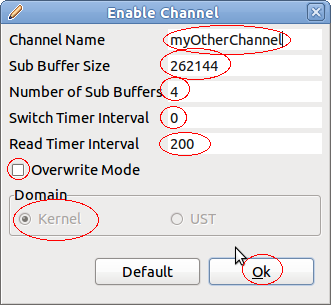 Enable Channel
Channel Name myOtherChannel
Sub Buffer Size 262144
Number of Sub Buffers 4
Switch Timer Interval 0
Read Timer Interval 200
Overwrite Mode
Domain
Kernel UST
Default Ok